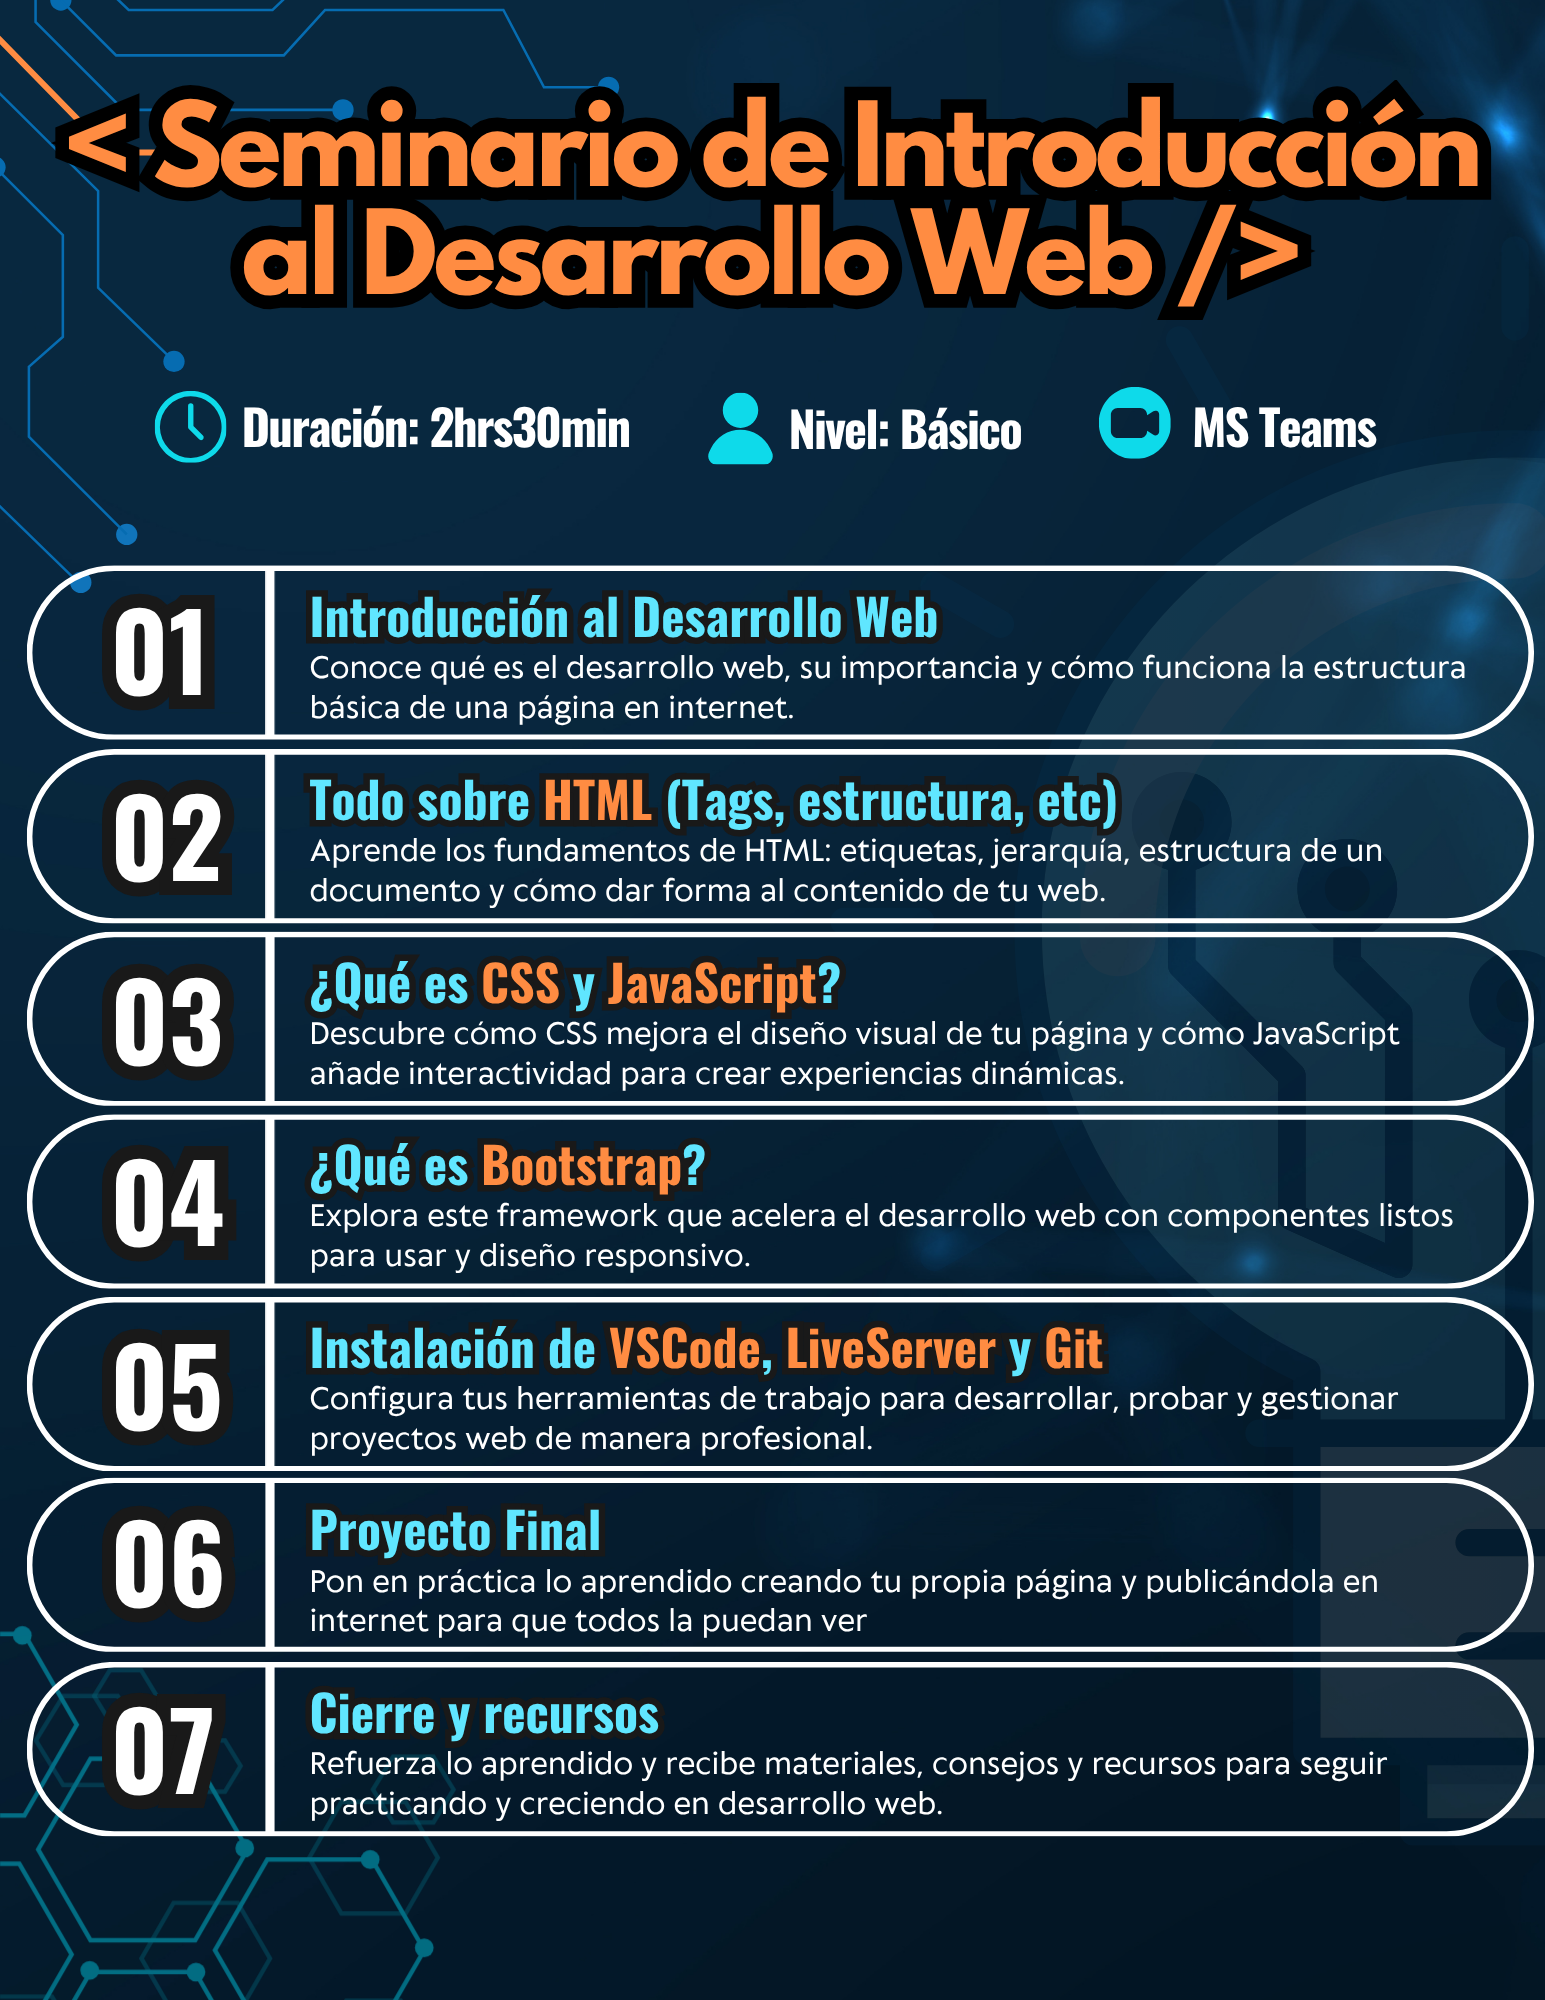 < Seminario de Introducción
al Desarrollo Web />
Duración: 2hrs30min
Nivel: Básico
MS Teams
01
Introducción al Desarrollo Web
Conoce qué es el desarrollo web, su importancia y cómo funciona la estructura
básica de una página en internet.
02
Todo sobre HTML (Tags, estructura, etc)
Aprende los fundamentos de HTML: etiquetas, jerarquía, estructura de un
documento y cómo dar forma al contenido de tu web.
03
¿Qué es CSS y JavaScript?
Descubre cómo CSS mejora el diseño visual de tu página y cómo JavaScript
añade interactividad para crear experiencias dinámicas.
04
¿Qué es Bootstrap?
Explora este framework que acelera el desarrollo web con componentes listos
para usar y diseño responsivo.
05
Instalación de VSCode, LiveServer y Git
Configura tus herramientas de trabajo para desarrollar, probar y gestionar
proyectos web de manera profesional.
06
Proyecto Final
Pon en práctica lo aprendido creando tu propia página y publicándola en
internet para que todos la puedan ver
07
Cierre y recursos
Refuerza lo aprendido y recibe materiales, consejos y recursos para seguir
practicando y creciendo en desarrollo web.